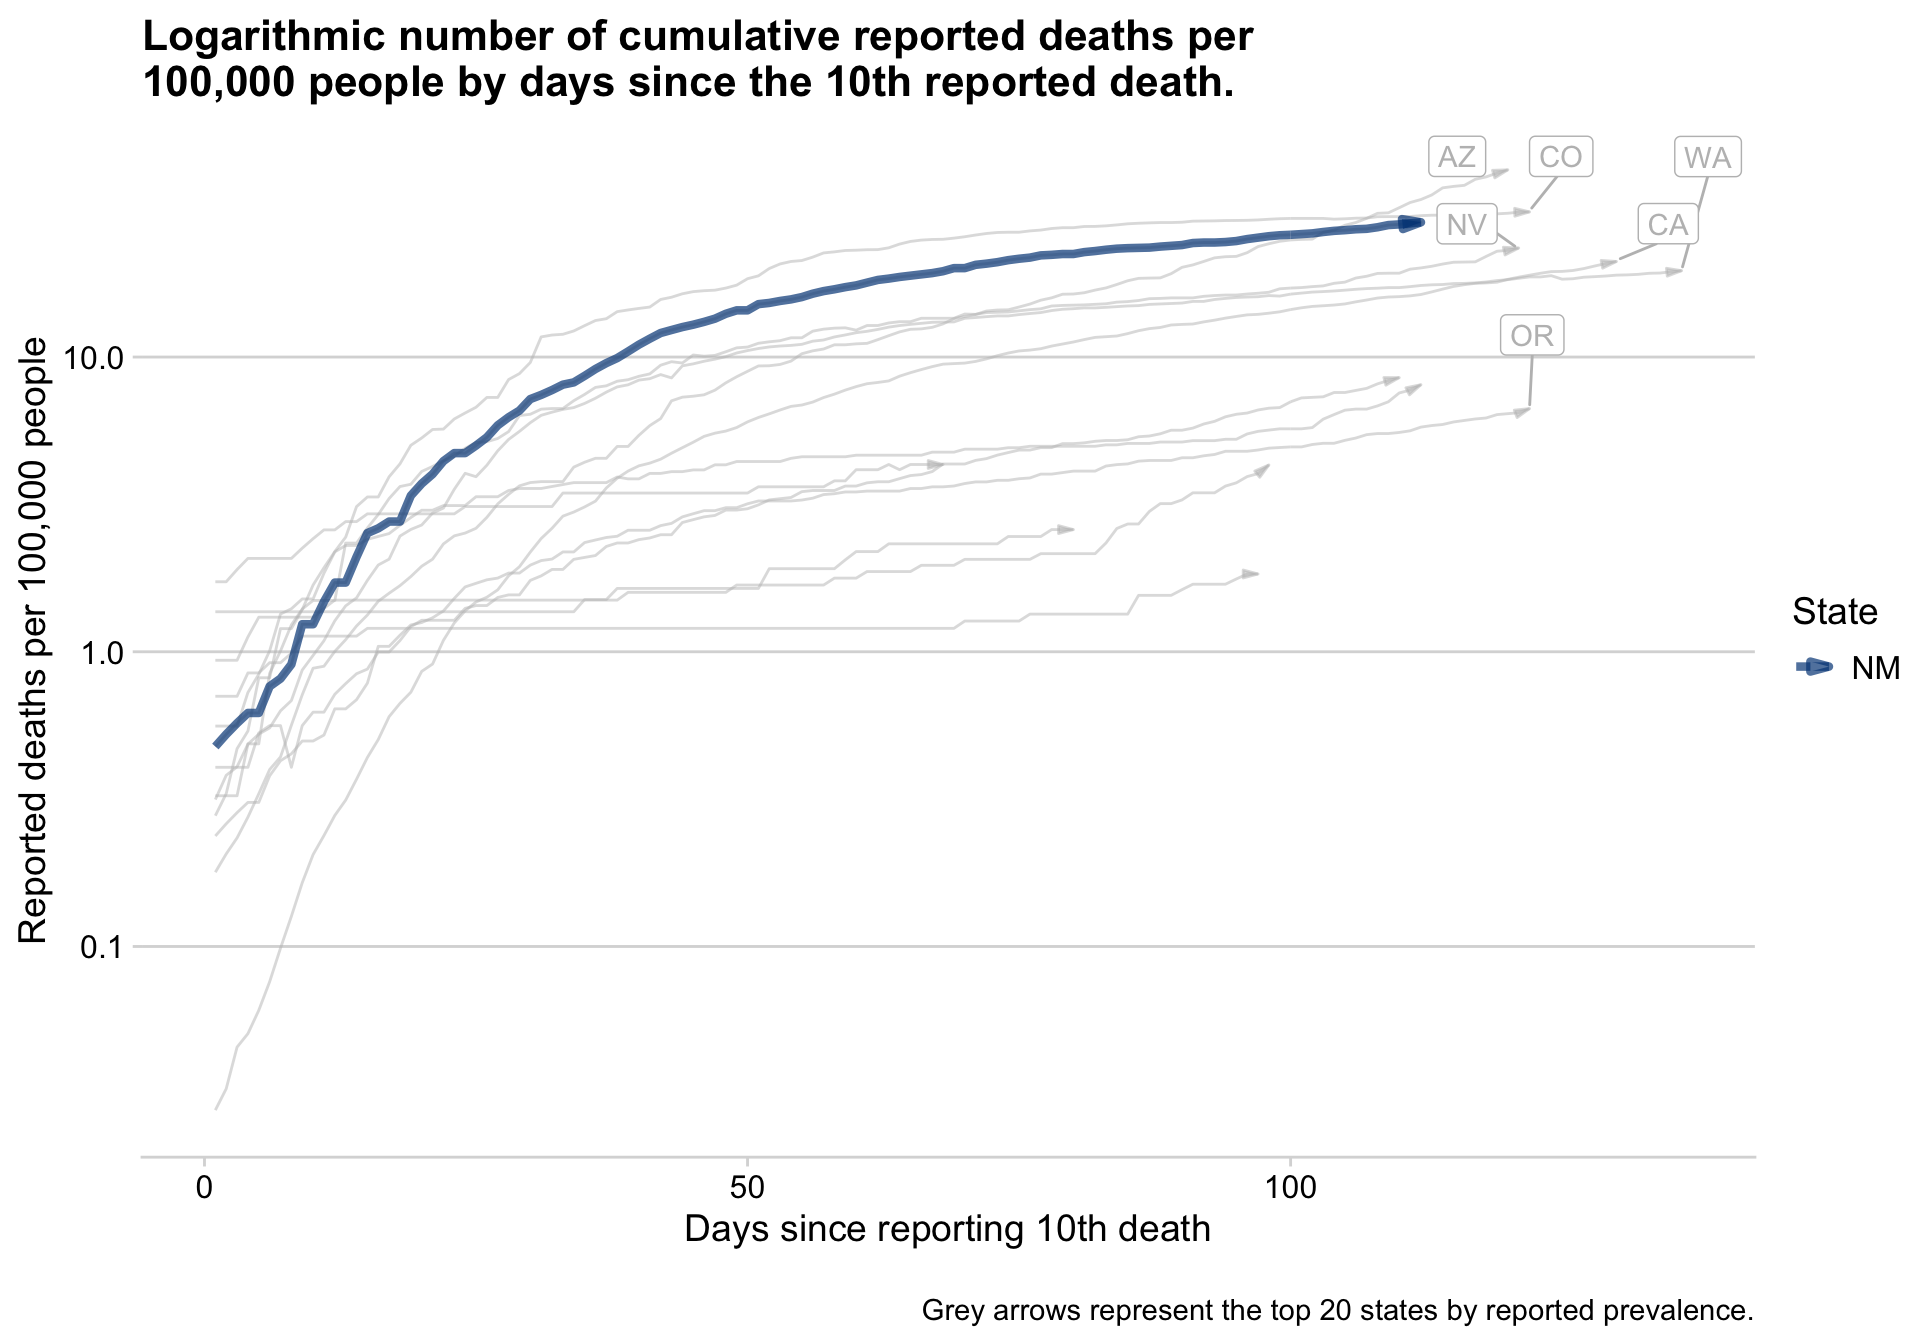 Logarithmic number of cumulative reported deaths per
100,000 people by days since the 10th reported death.
AZ
CO
WA
NV
CA
OR
Reported deaths per 100,000 people
10.0
1.0
0.1
State
NM
0
50
100
Days since reporting 10th death
Grey arrows represent the top 20 states by reported prevalence.